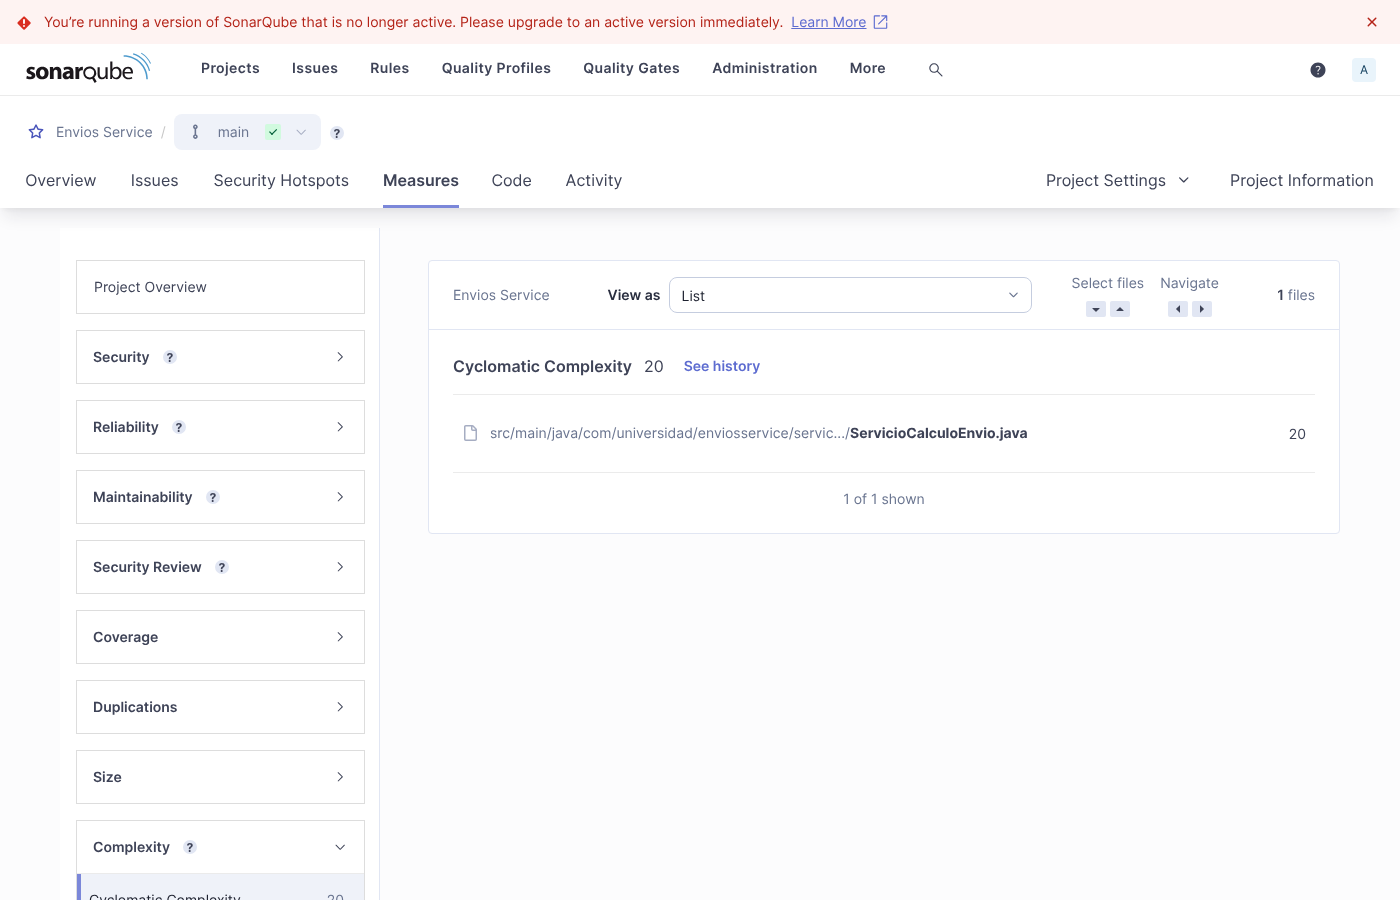 You're running a version of SonarQube that is no longer active. Please upgrade to an active version immediately. Learn More
sonarqube Projects Issues Rules Quality Profiles Quality Gates Administration More ? A
Envios Service / main ?
Overview Issues Security Hotspots Measures Code Activity Project Settings Project Information
Project Overview
Security ?
Reliability ?
Maintainability ?
Security Review ?
Coverage
Duplications
Size
Complexity ?
Cyclomatic Complexity 20
Envios Service View as List Select files Navigate 1 files
Cyclomatic Complexity 20 See history
src/main/java/com/universidad/enviosservice/servic.../ServicioCalculoEnvio.java 20
1 of 1 shown